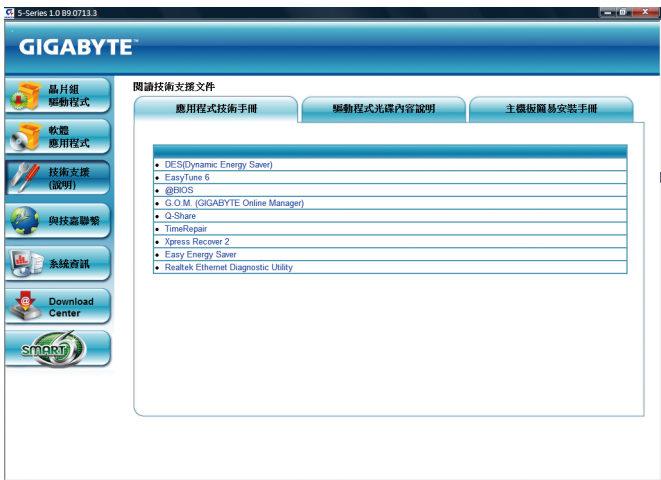 5-Series 1.0 B9.0713.3
GIGABYTE™
晶片組
驅動程式
軟體
應用程式
技術支援
(說明)
與技嘉聯繫
系統資訊
Download
Center
SMART 6
閱讀技術支援文件
應用程式技術手冊
驅動程式光碟內容說明
主機板簡易安裝手冊
• DES(Dynamic Energy Saver)
• EasyTune 6
• @BIOS
• G.O.M. (GIGABYTE Online Manager)
• Q-Share
• TimeRepair
• Xpress Recover 2
• Easy Energy Saver
• Realtek Ethernet Diagnostic Utility